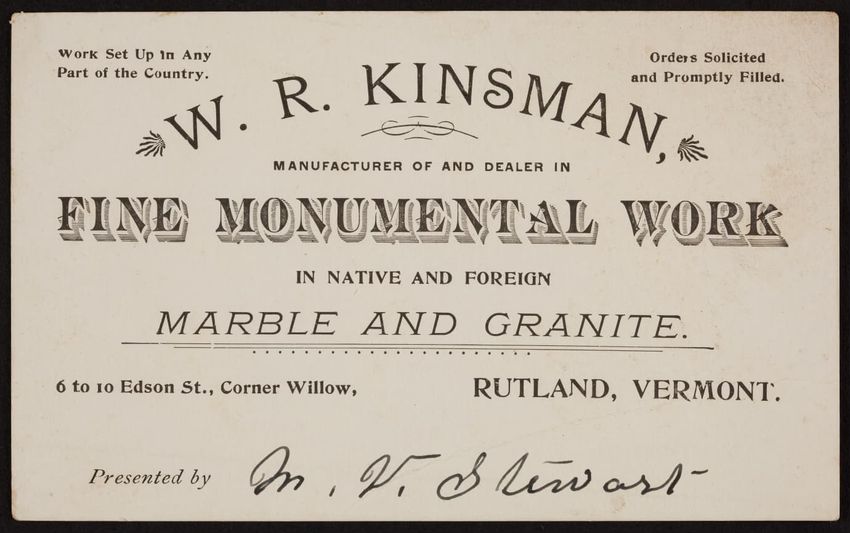 Work Set Up in Any
Part of the Country.
Orders Solicited
and Promptly Filled.
W. R. KINSMAN,
MANUFACTURER OF AND DEALER IN
FINE MONUMENTAL WORK
IN NATIVE AND FOREIGN
MARBLE AND GRANITE.
6 to 10 Edson St., Corner Willow,
RUTLAND, VERMONT.
Presented by M. V. Stewart